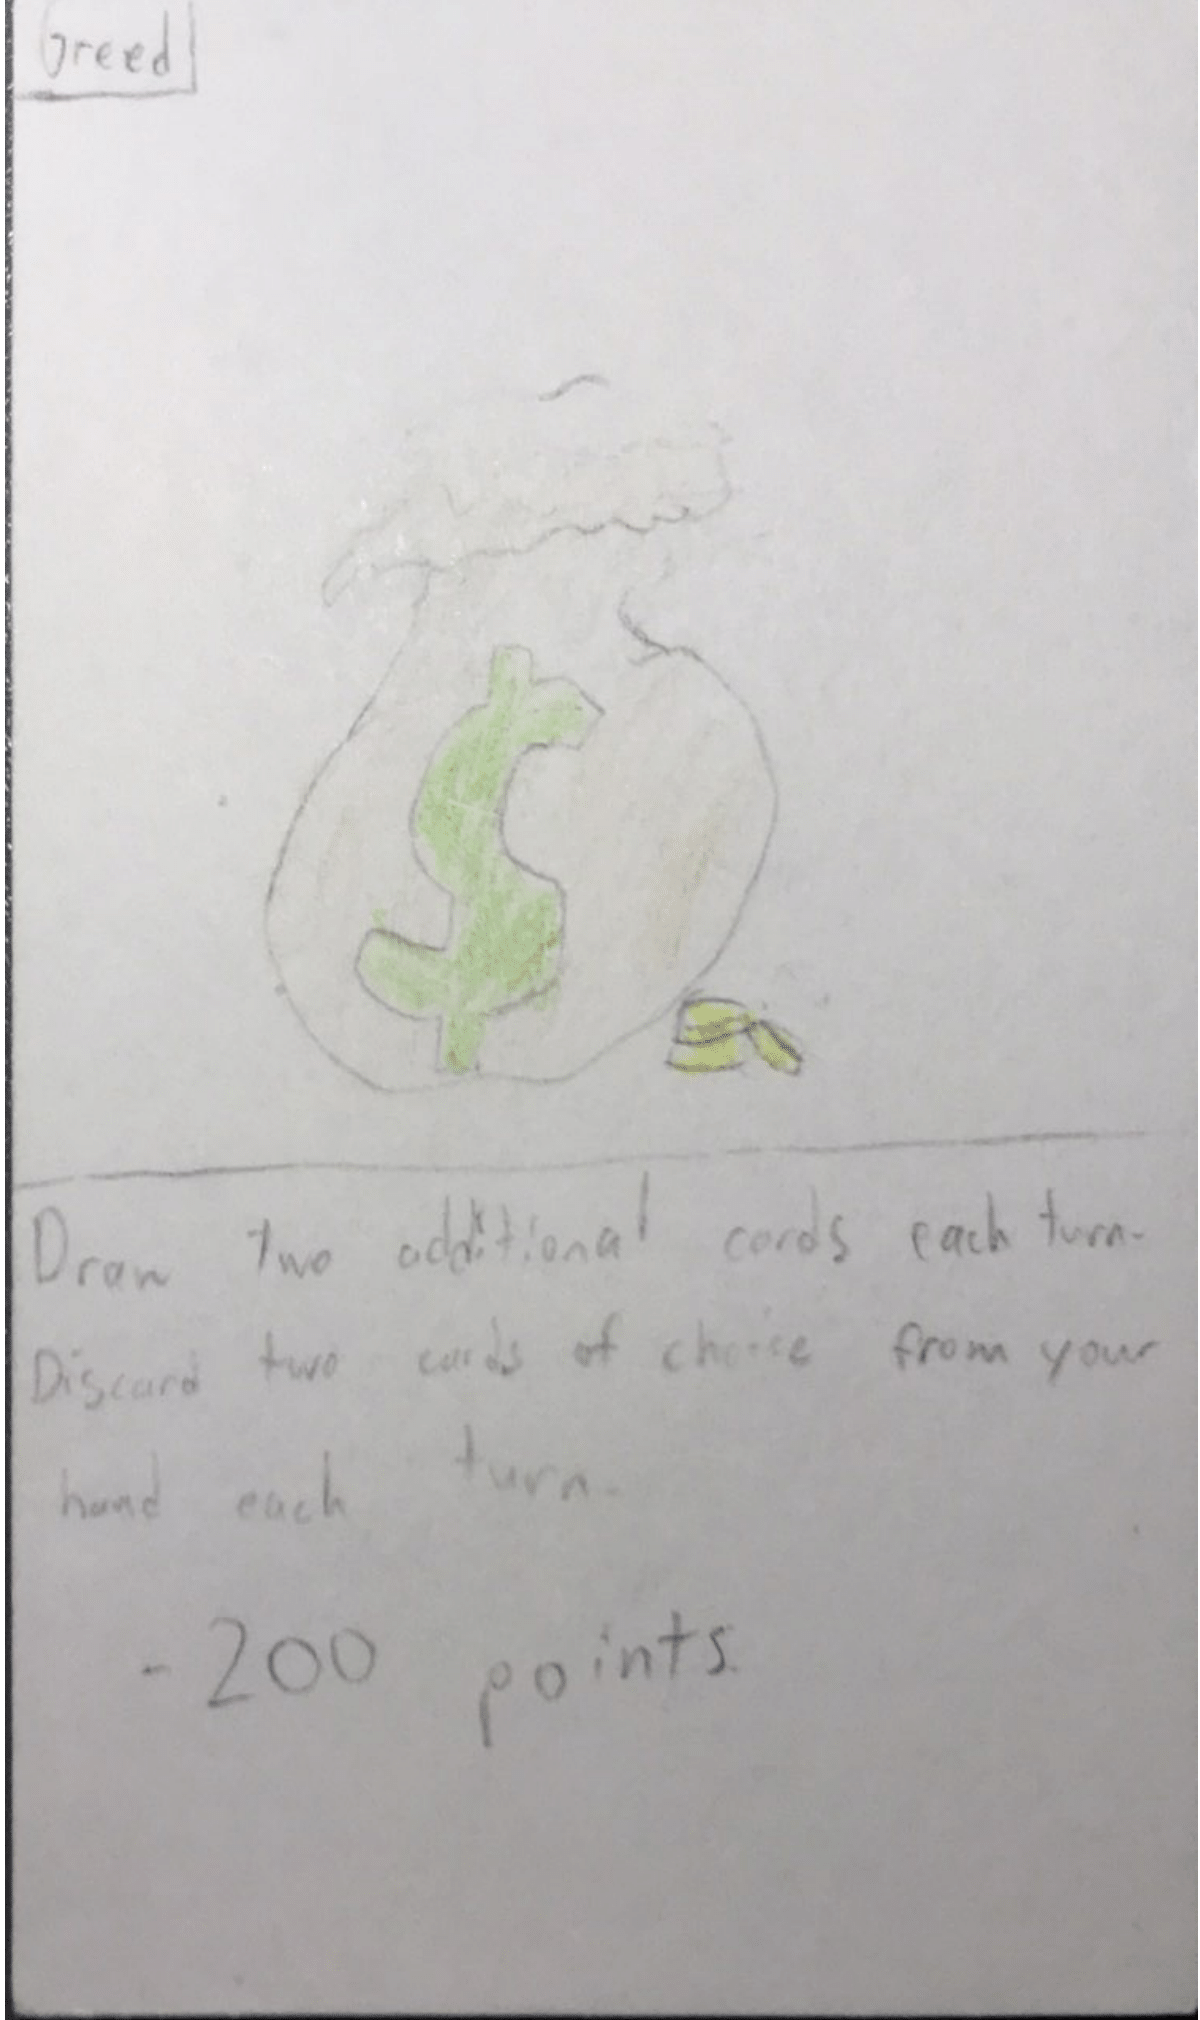 Greed
$
Draw two additional cards each turn.
Discard two cards of choice from your
hand each turn.
-200 points.